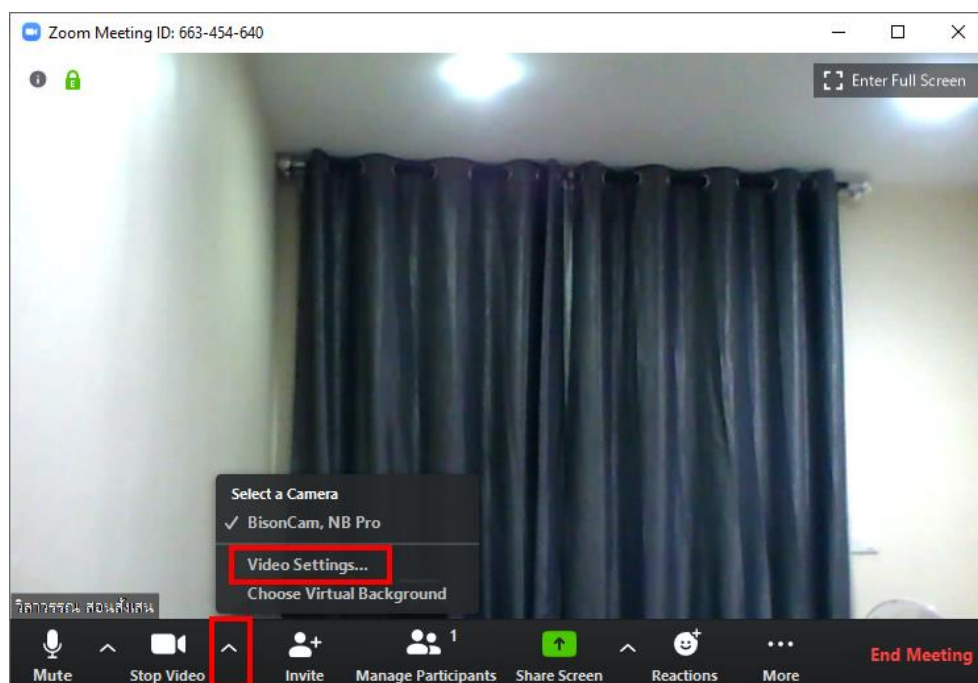 Zoom Meeting ID: 663-454-640
Enter Full Screen
Select a Camera
✓ BisonCam, NB Pro
Video Settings...
Choose Virtual Background
วิลาวรรณ สอนสั่งเสน
Mute
Stop Video
Invite
Manage Participants 1
Share Screen
Reactions
More
End Meeting